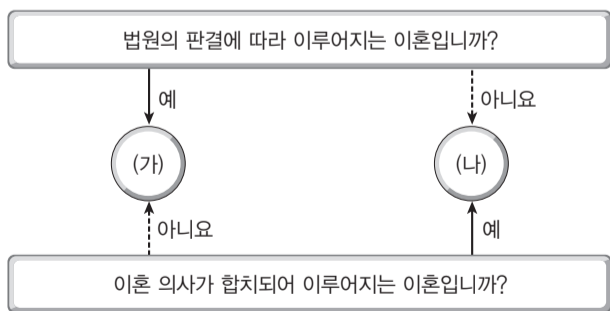 법원의 판결에 따라 이루어지는 이혼입니까?
예
아니요
(가)
(나)
아니요
예
이혼 의사가 합치되어 이루어지는 이혼입니까?